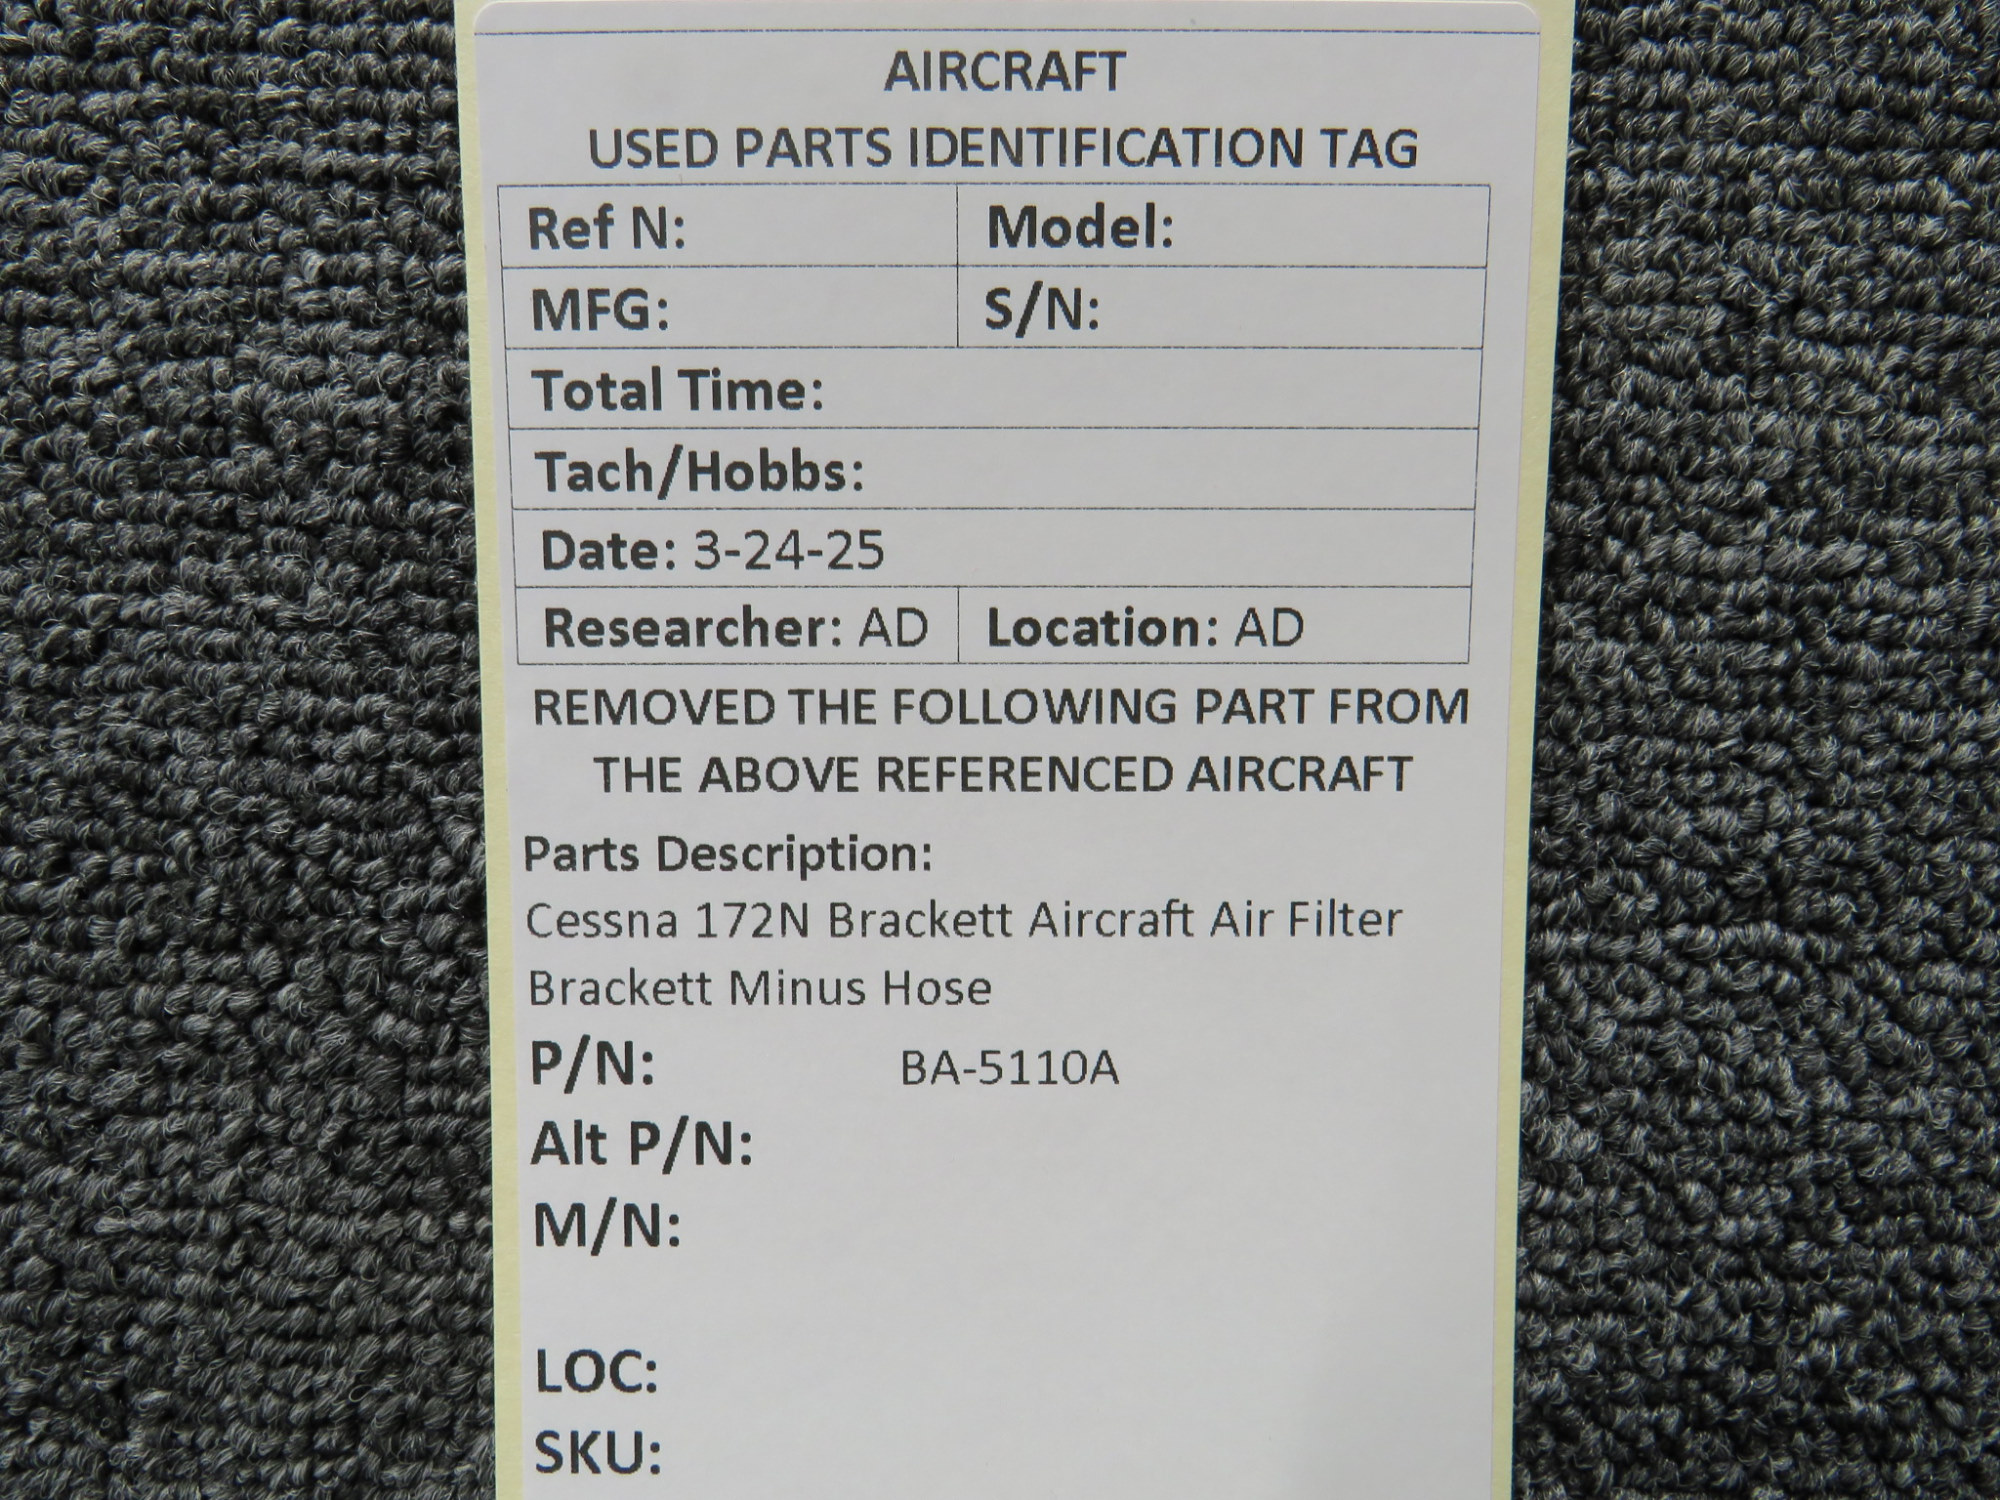 AIRCRAFT
USED PARTS IDENTIFICATION TAG
Ref N: Model:
MFG: S/N:
Total Time:
Tach/Hobbs:
Date: 3-24-25
Researcher: AD Location: AD
REMOVED THE FOLLOWING PART FROM
THE ABOVE REFERENCED AIRCRAFT
Parts Description:
Cessna 172N Brackett Aircraft Air Filter
Brackett Minus Hose
P/N: BA-5110A
Alt P/N:
M/N:
LOC:
SKU: